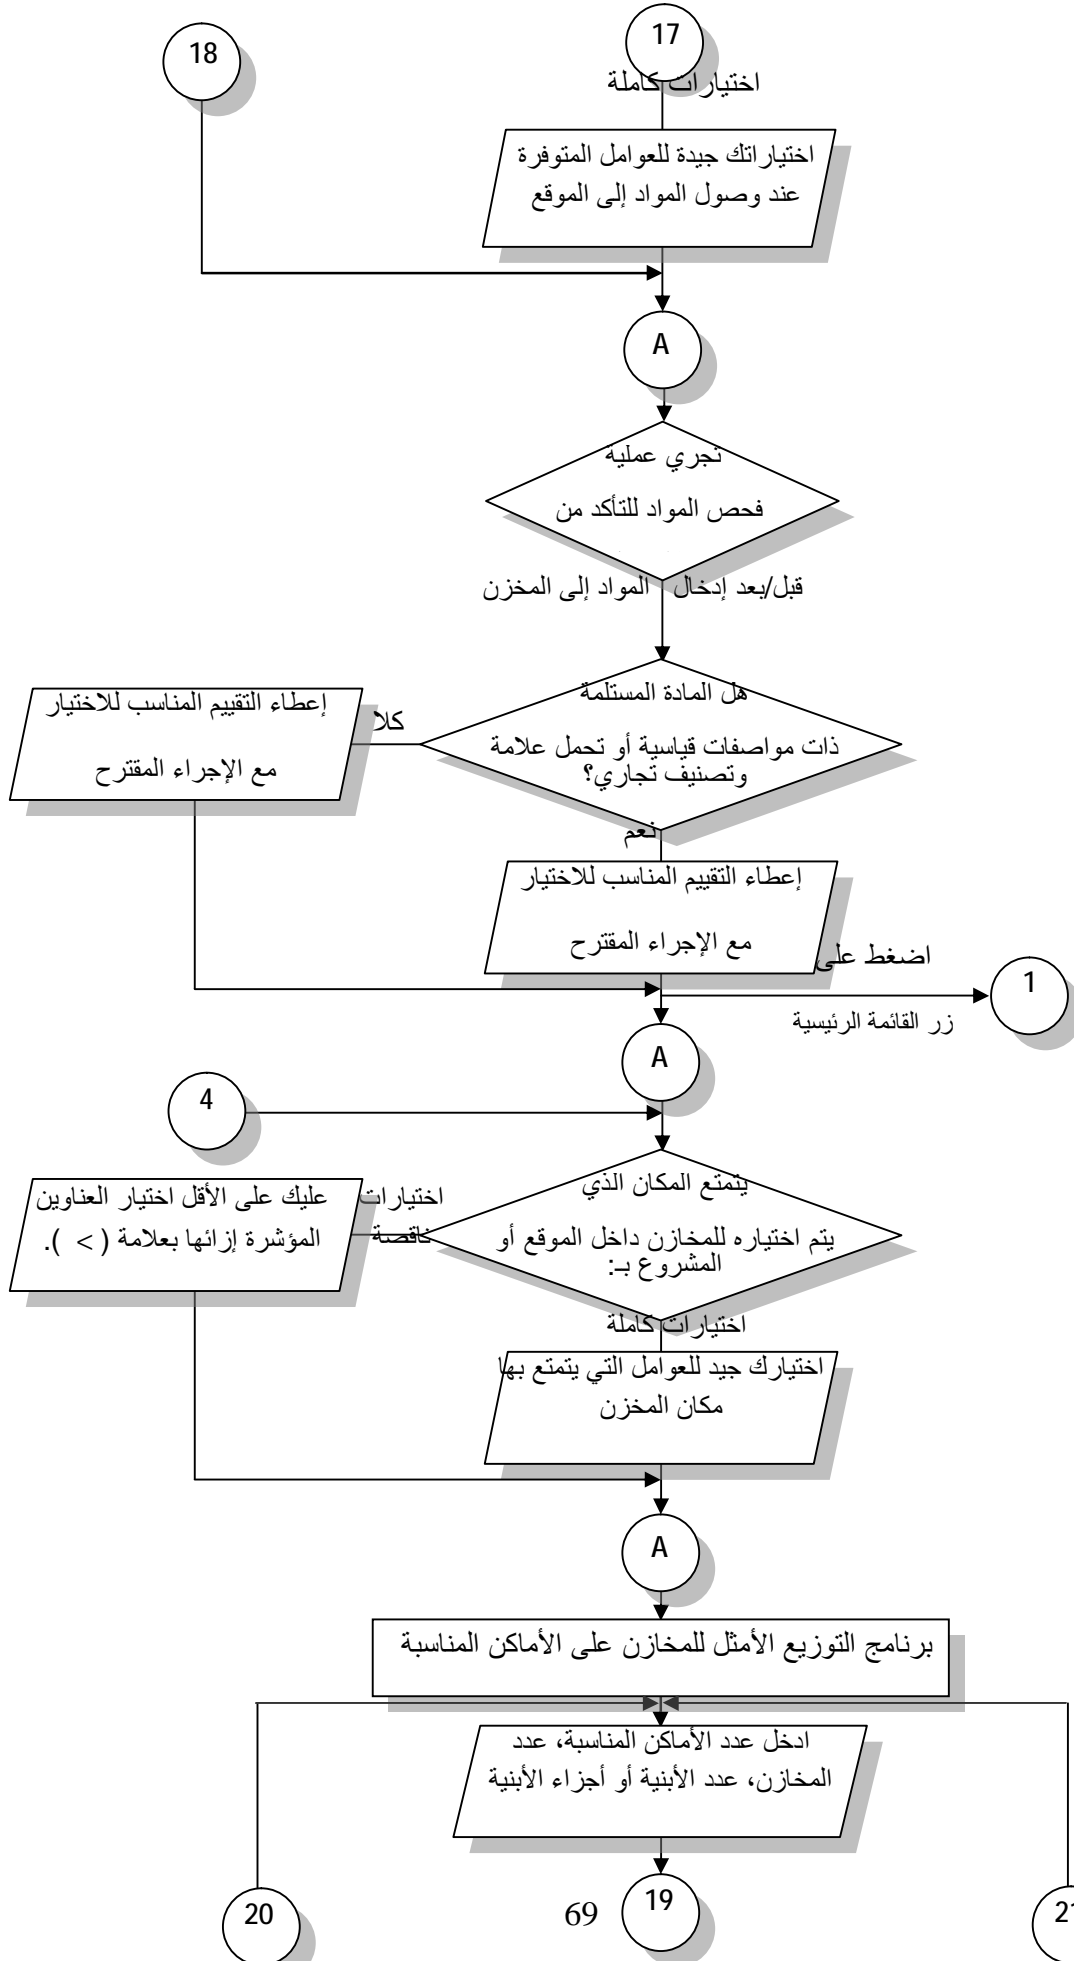 18
17
اختيارات كاملة
اختياراتك جيدة للعوامل المتوفرة
عند وصول المواد إلى الموقع
A
تجري عملية
فحص المواد للتأكد من
قبل/بعد إدخال المواد إلى المخزن
هل المادة المستلمة
ذات مواصفات قياسية أو تحمل علامة
وتصنيف تجاري؟
كلا
إعطاء التقييم المناسب للاختيار
مع الإجراء المقترح
نعم
إعطاء التقييم المناسب للاختيار
مع الإجراء المقترح
اضغط على
زر القائمة الرئيسية
1
A
4
يتمتع المكان الذي
يتم اختياره للمخازن داخل الموقع أو
المشروع بـ:
اختيارات
ناقصة
عليك على الأقل اختيار العناوين
المؤشرة إزائها بعلامة ( > ).
اختيارات كاملة
اختيارك جيد للعوامل التي يتمتع بها
مكان المخزن
A
برنامج التوزيع الأمثل للمخازن على الأماكن المناسبة
ادخل عدد الأماكن المناسبة، عدد
المخازن، عدد الأبنية أو أجزاء الأبنية
20
69
19
21